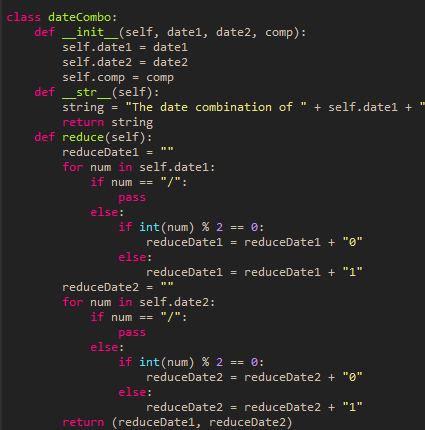 class dateCombo:
    def __init__(self, date1, date2, comp):
        self.date1 = date1
        self.date2 = date2
        self.comp = comp
    def __str__(self):
        string = "The date combination of " + self.date1 + "
        return string
    def reduce(self):
        reduceDate1 = ""
        for num in self.date1:
            if num == "/":
                pass
            else:
                if int(num) % 2 == 0:
                    reduceDate1 = reduceDate1 + "0"
                else:
                    reduceDate1 = reduceDate1 + "1"
        reduceDate2 = ""
        for num in self.date2:
            if num == "/":
                pass
            else:
                if int(num) % 2 == 0:
                    reduceDate2 = reduceDate2 + "0"
                else:
                    reduceDate2 = reduceDate2 + "1"
        return (reduceDate1, reduceDate2)